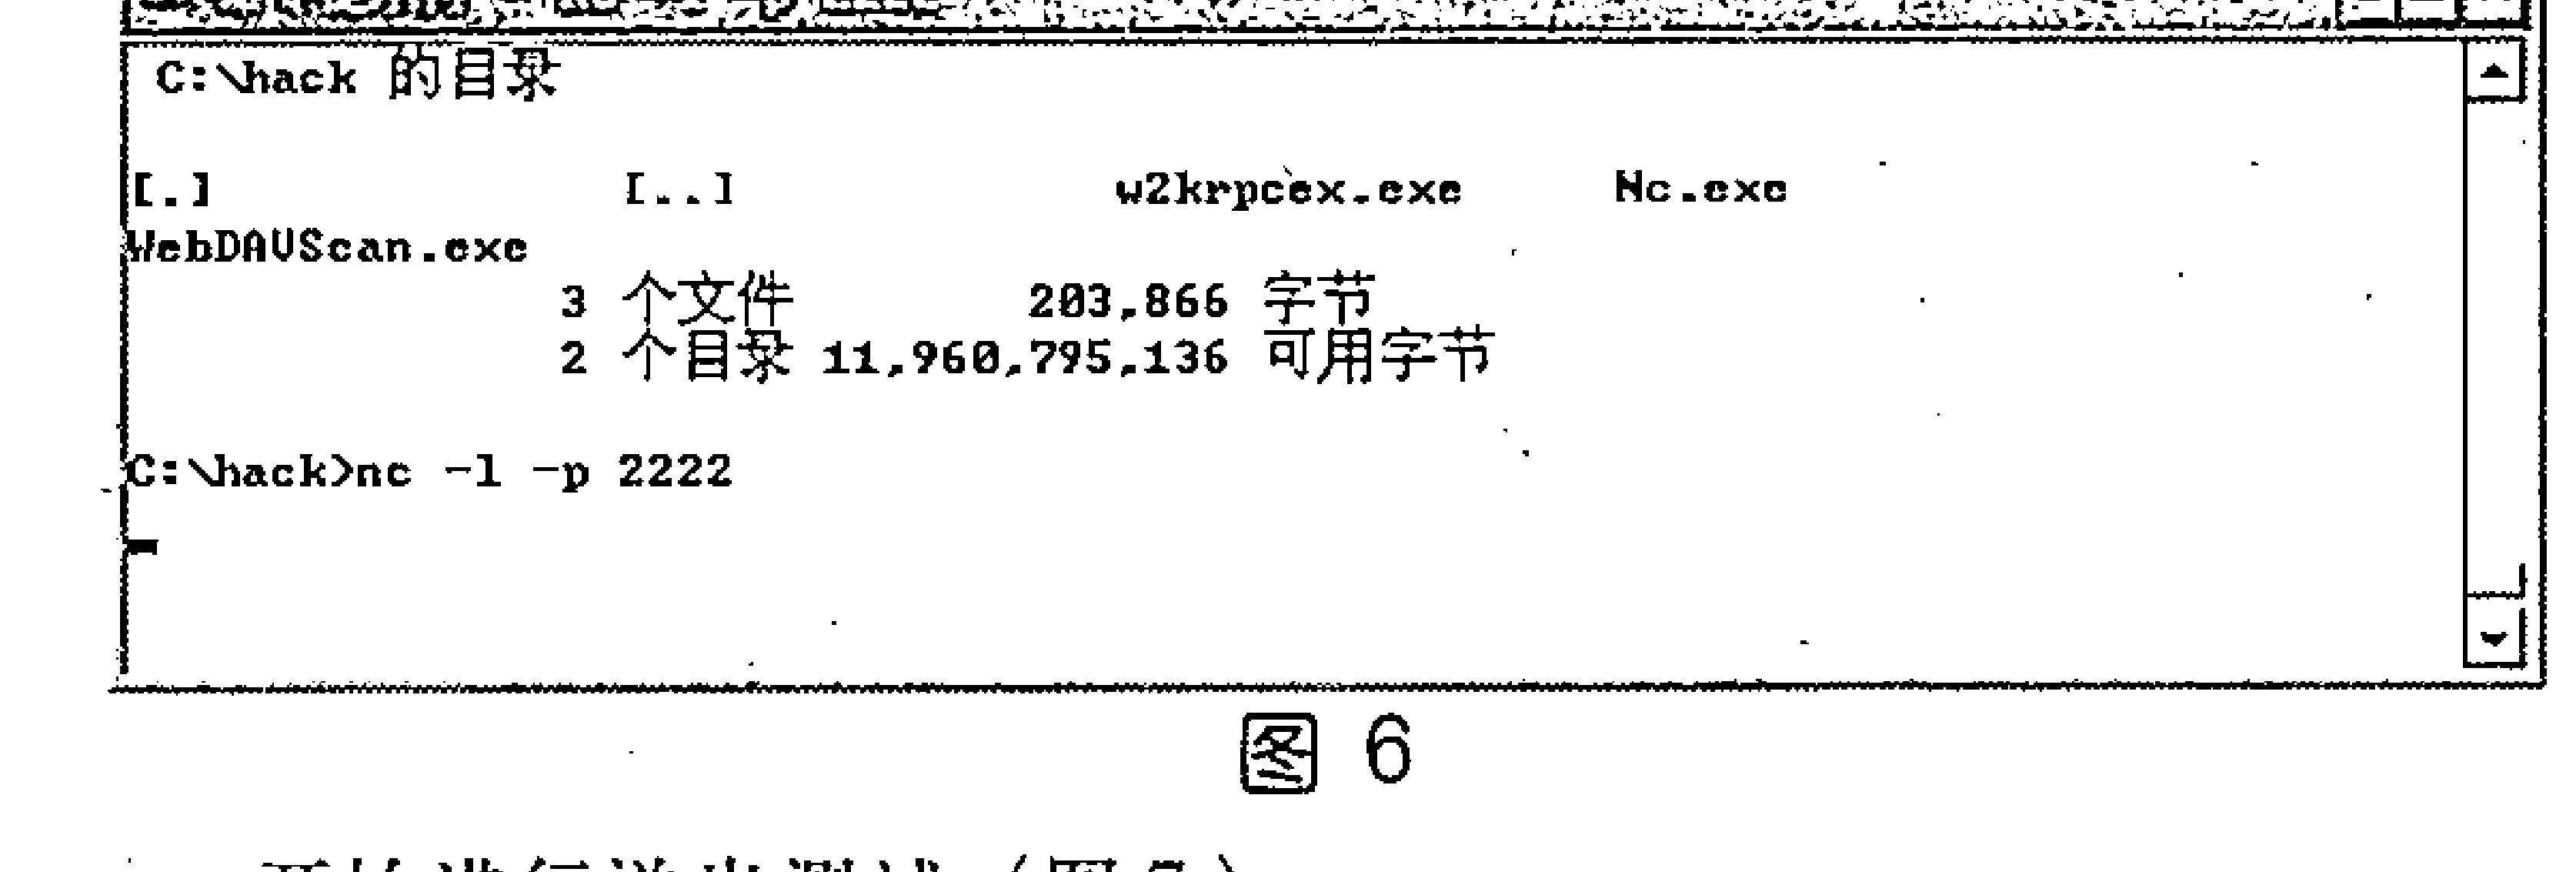 C:\hack 的目录
[.] [..] w2krpcex.exe Nc.exe
WebDAVScan.exe
3 个文件 203,866 字节
2 个目录 11,960,795,136 可用字节
C:\hack>nc -l -p 2222
图 6